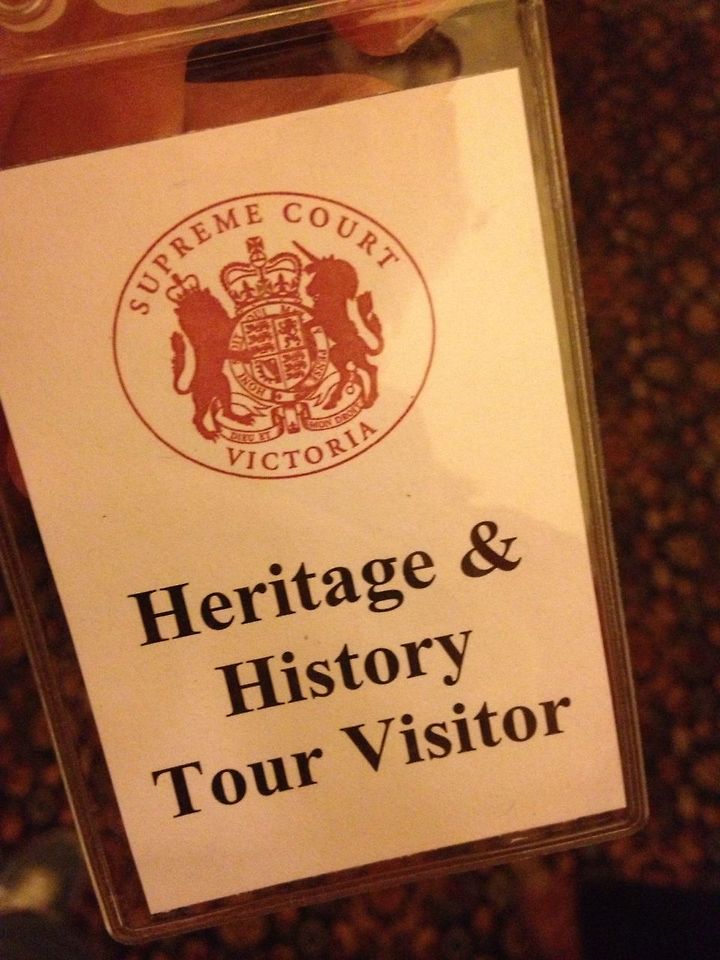 SUPREME COURT
DIEU ET MON DROIT
VICTORIA
Heritage &
History
Tour Visitor